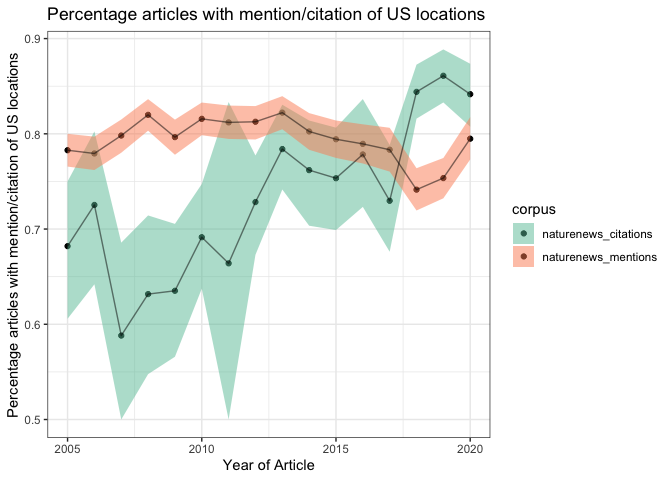 Percentage articles with mention/citation of US locations
Percentage articles with mention/citation of US locations
0.9
0.8
0.7
0.6
0.5
2005
2010
2015
2020
Year of Article
corpus
naturenews_citations
naturenews_mentions